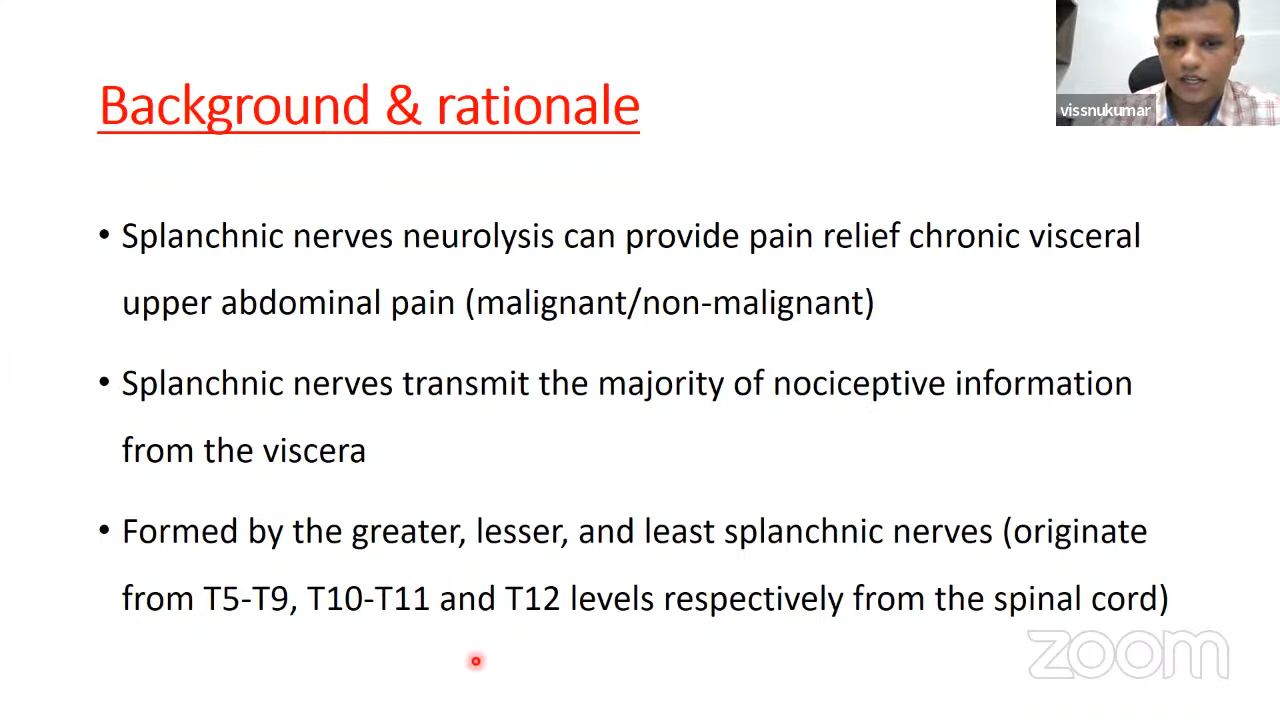 Background & rationale
vissnukumar
• Splanchnic nerves neurolysis can provide pain relief chronic visceral
upper abdominal pain (malignant/non-malignant)
• Splanchnic nerves transmit the majority of nociceptive information
from the viscera
• Formed by the greater, lesser, and least splanchnic nerves (originate
from T5-T9, T10-T11 and T12 levels respectively from the spinal cord)
zoom